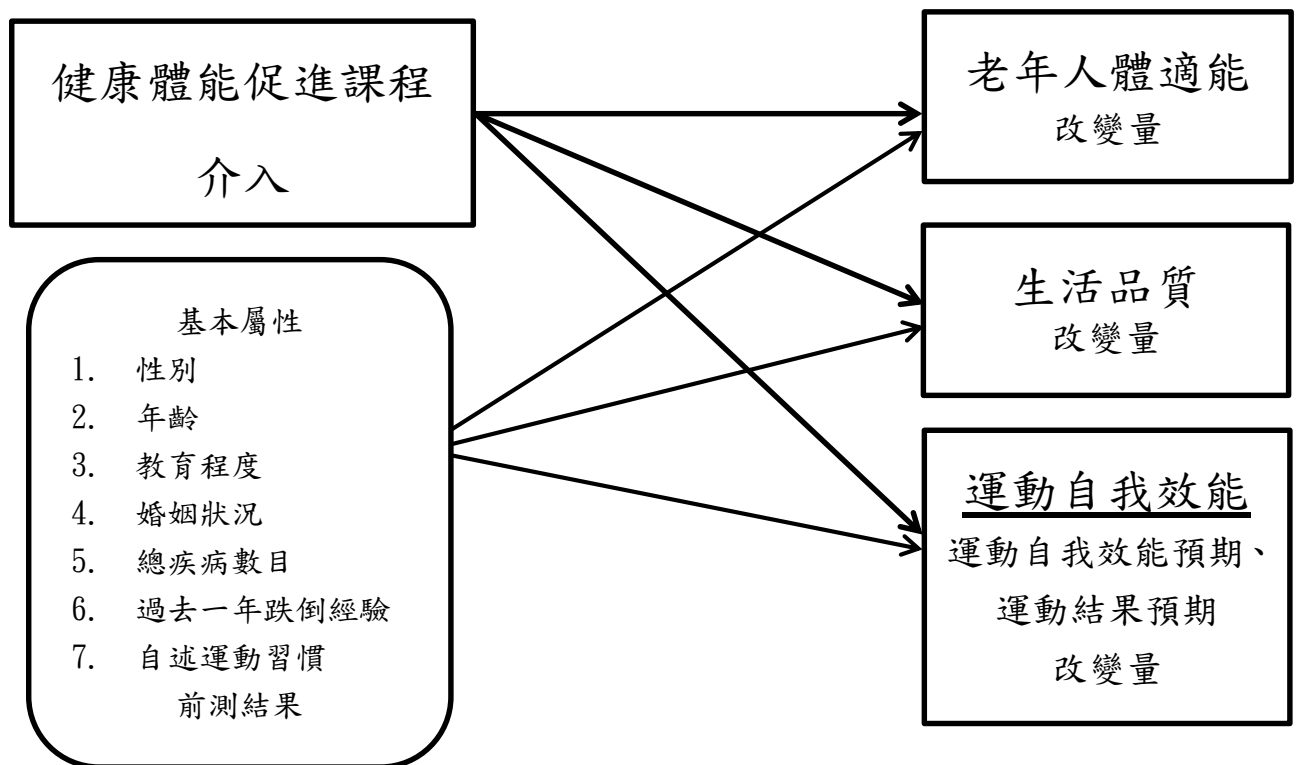 健康體能促進課程
介入
基本屬性
1. 性別
2. 年齡
3. 教育程度
4. 婚姻狀況
5. 總疾病數目
6. 過去一年跌倒經驗
7. 自述運動習慣
前測結果
老年人體適能
改變量
生活品質
改變量
運動自我效能
運動自我效能預期、
運動結果預期
改變量